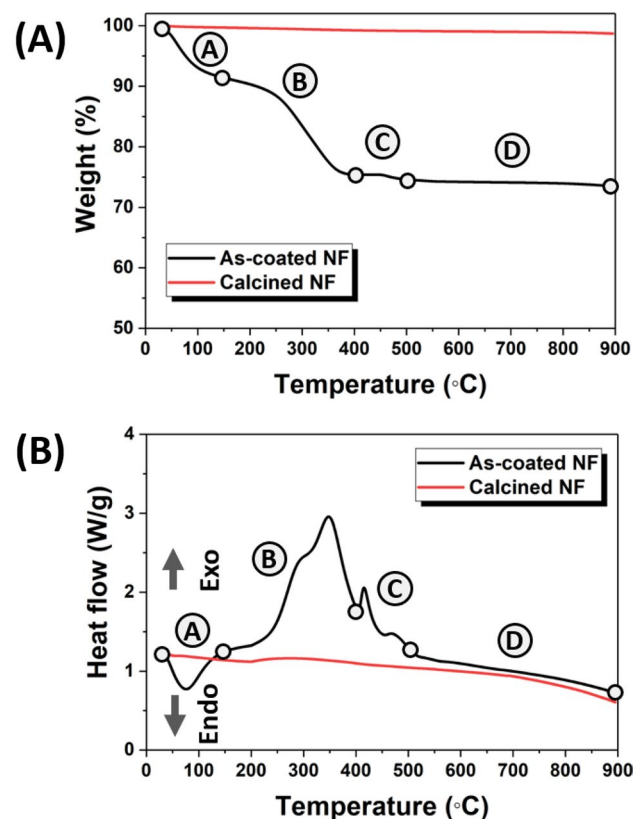 (A)
100
90
80
70
60
50
Weight (%)
A
B
C
D
As-coated NF
Calcined NF
0 100 200 300 400 500 600 700 800 900
Temperature (◦C)
(B)
4
3
2
1
0
Heat flow (W/g)
As-coated NF
Calcined NF
Exo
Endo
A
B
C
D
0 100 200 300 400 500 600 700 800 900
Temperature (◦C)